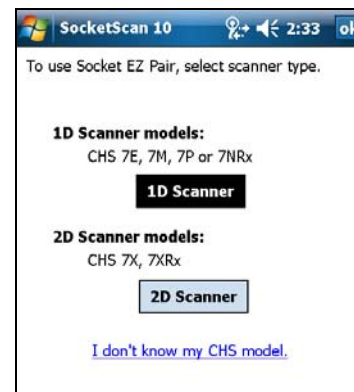 SocketScan 10 2:33 ok
To use Socket EZ Pair, select scanner type.
1D Scanner models:
CHS 7E, 7M, 7P or 7NRx
1D Scanner
2D Scanner models:
CHS 7X, 7XRx
2D Scanner
I don't know my CHS model.